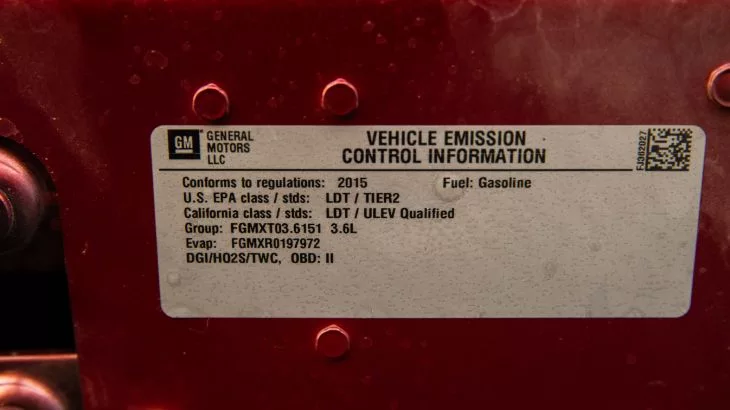 GM GENERAL MOTORS LLC
VEHICLE EMISSION
CONTROL INFORMATION
FJ302027
Conforms to regulations: 2015 Fuel: Gasoline
U.S. EPA class / stds: LDT / TIER2
California class / stds: LDT / ULEV Qualified
Group: FGMXT03.6151 3.6L
Evap: FGMXR0197972
DGI/HO2S/TWC, OBD: II